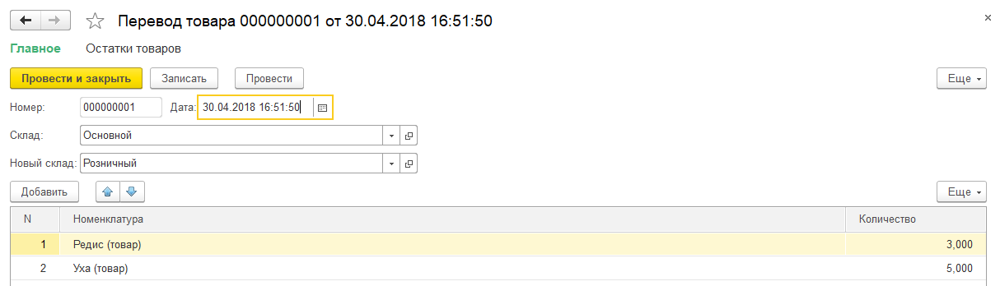 Перевод товара 000000001 от 30.04.2018 16:51:50
Главное Остатки товаров
Провести и закрыть Записать Провести Еще
Номер: 000000001 Дата: 30.04.2018 16:51:50
Склад: Основной
Новый склад: Розничный
Добавить Еще
N Номенклатура Количество
1 Редис (товар) 3,000
2 Уха (товар) 5,000